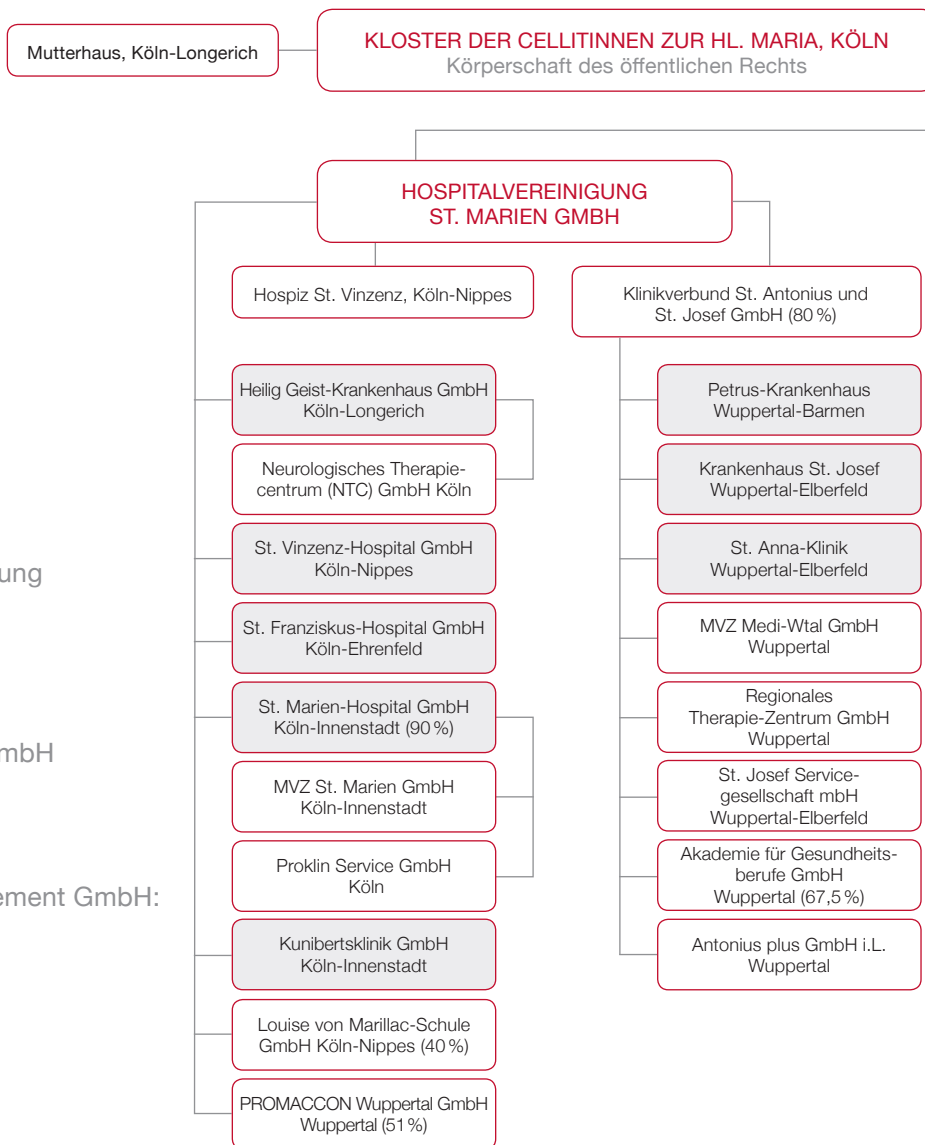 Mutterhaus, Köln-Longerich
KLOSTER DER CELLITINNEN ZUR HL. MARIA, KÖLN
Körperschaft des öffentlichen Rechts
HOSPITALVEREINIGUNG
ST. MARIEN GMBH
Hospiz St. Vinzenz, Köln-Nippes
Heilig Geist-Krankenhaus GmbH
Köln-Longerich
Neurologisches Therapie-
centrum (NTC) GmbH Köln
St. Vinzenz-Hospital GmbH
Köln-Nippes
St. Franziskus-Hospital GmbH
Köln-Ehrenfeld
St. Marien-Hospital GmbH
Köln-Innenstadt (90 %)
MVZ St. Marien GmbH
Köln-Innenstadt
Proklin Service GmbH
Köln
Kunibertsklinik GmbH
Köln-Innenstadt
Louise von Marillac-Schule
GmbH Köln-Nippes (40 %)
PROMACCON Wuppertal GmbH
Wuppertal (51 %)
Klinikverbund St. Antonius und
St. Josef GmbH (80 %)
Petrus-Krankenhaus
Wuppertal-Barmen
Krankenhaus St. Josef
Wuppertal-Elberfeld
St. Anna-Klinik
Wuppertal-Elberfeld
MVZ Medi-Wtal GmbH
Wuppertal
Regionales
Therapie-Zentrum GmbH
Wuppertal
St. Josef Service-
gesellschaft mbH
Wuppertal-Elberfeld
Akademie für Gesundheits-
berufe GmbH
Wuppertal (67,5 %)
Antonius plus GmbH i.L.
Wuppertal
ung
mbH
ement GmbH: